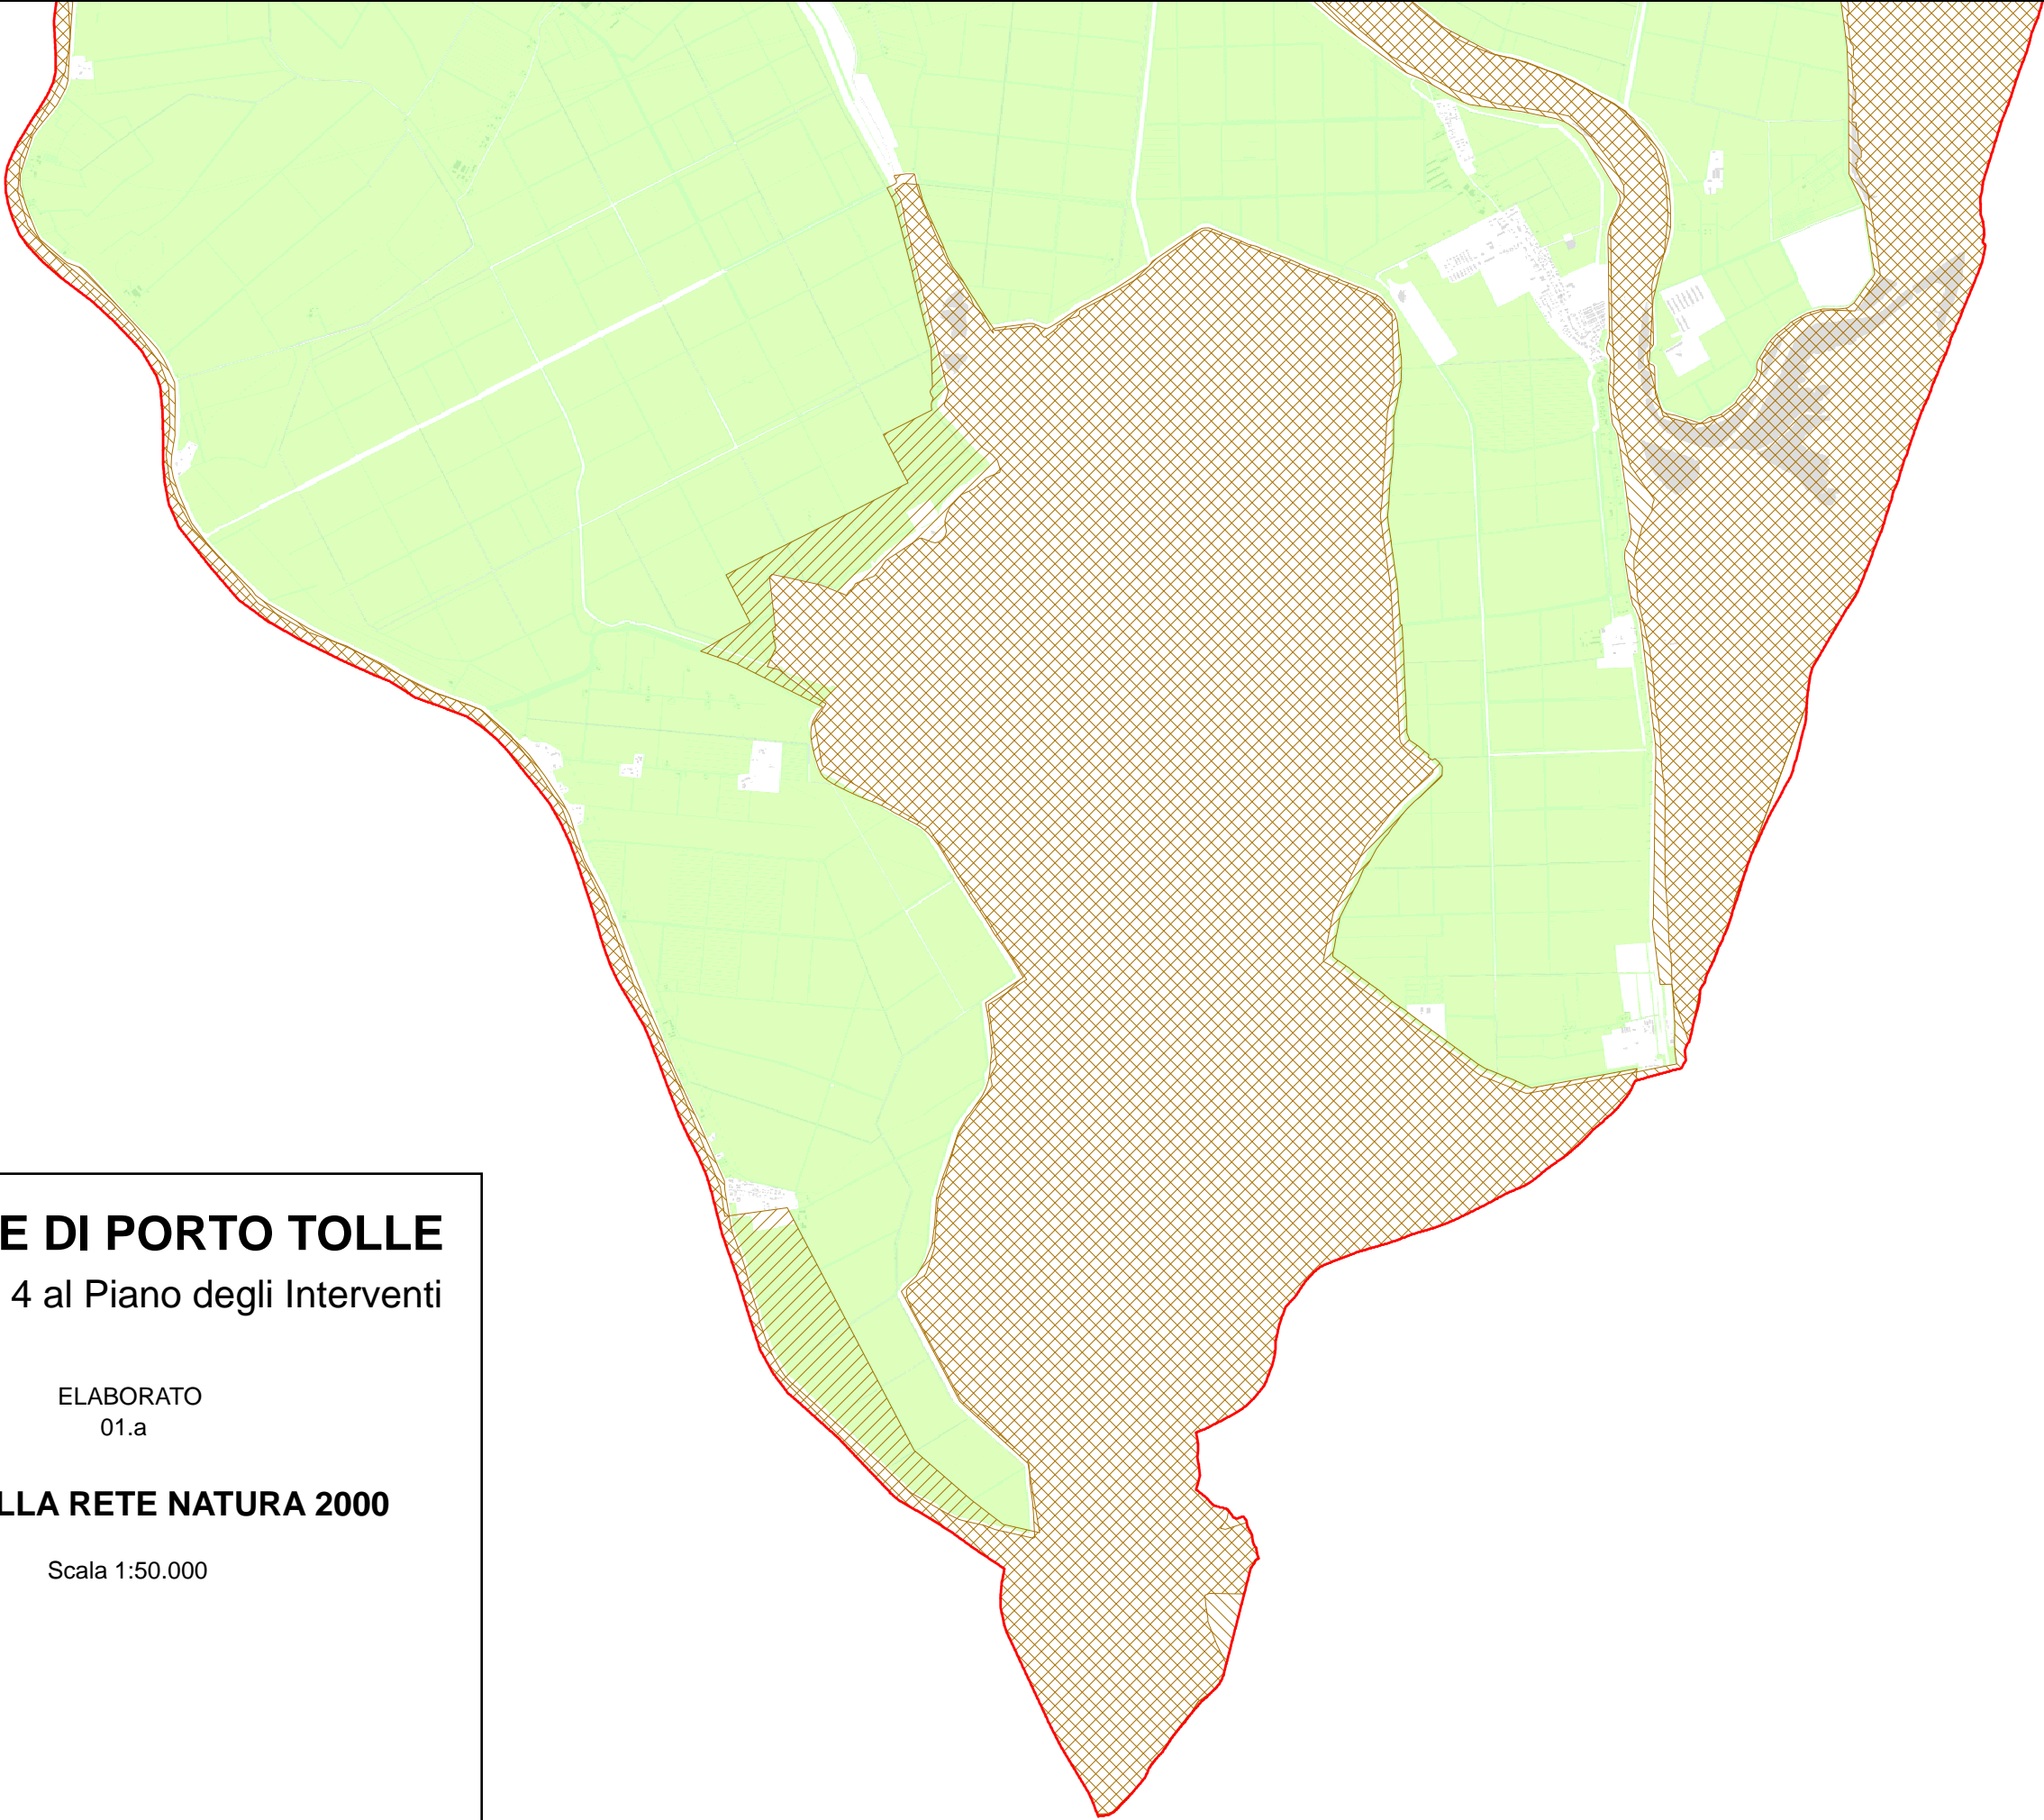 E DI PORTO TOLLE
4 al Piano degli Interventi
ELABORATO
01.a
LLA RETE NATURA 2000
Scala 1:50.000